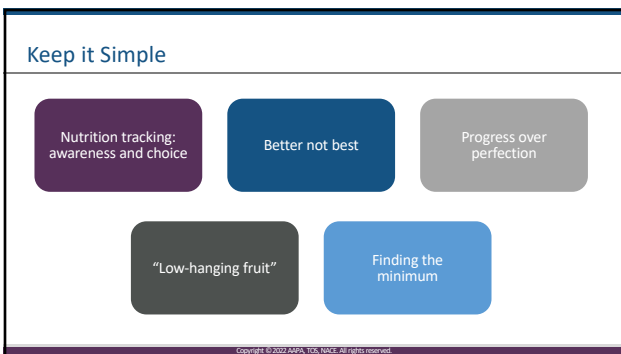 Keep it Simple
Nutrition tracking:
awareness and choice
Better not best
Progress over
perfection
“Low-hanging fruit”
Finding the
minimum
Copyright © 2022 AAPA, TOS, NACE. All rights reserved.